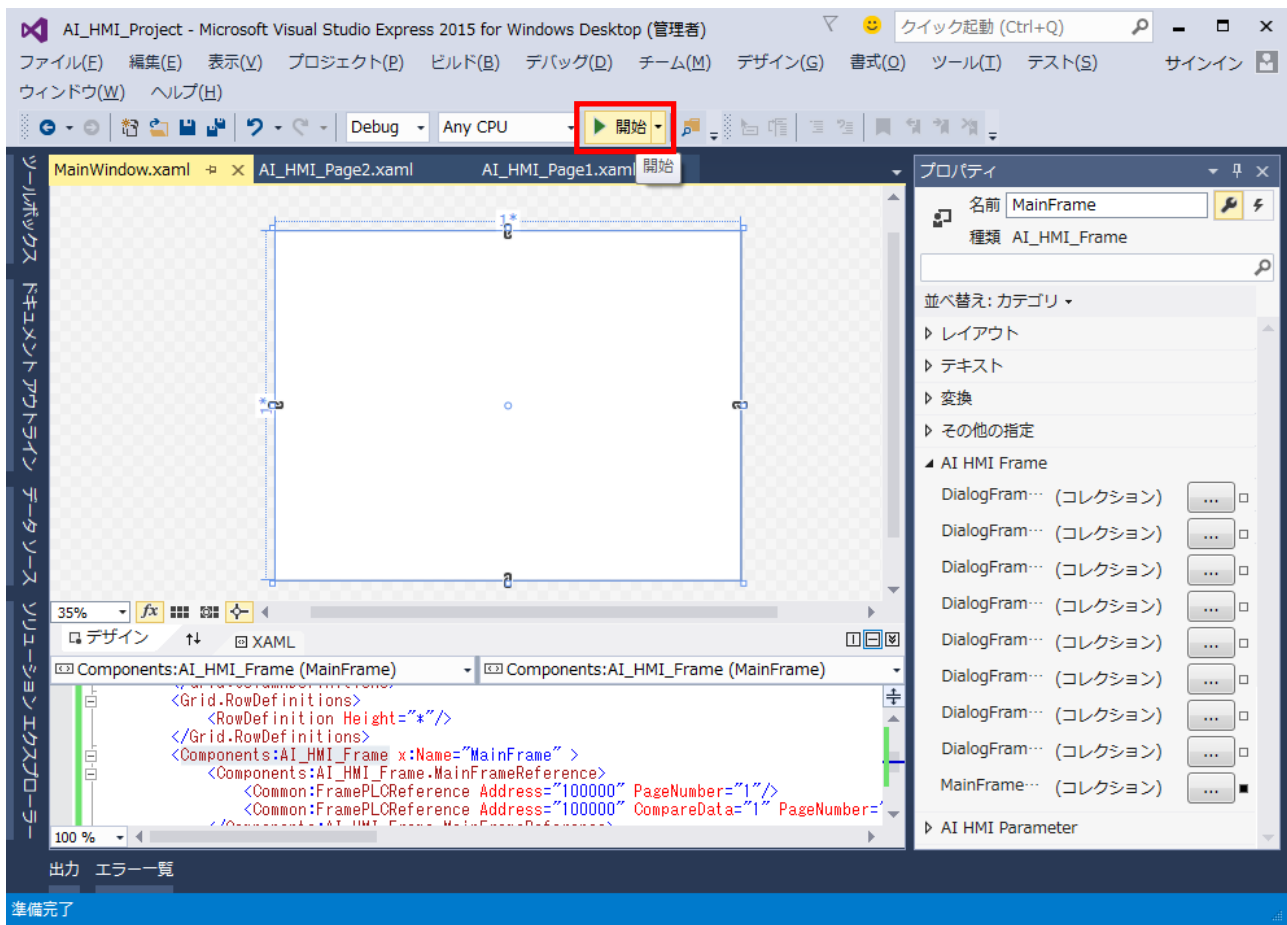 AI_HMI_Project - Microsoft Visual Studio Express 2015 for Windows Desktop (管理者)
クイック起動 (Ctrl+Q)
ファイル(F) 編集(E) 表示(V) プロジェクト(P) ビルド(B) デバッグ(D) チーム(M) デザイン(G) 書式(O) ツール(T) テスト(S) サインイン
ウィンドウ(W) ヘルプ(H)
Debug Any CPU 開始
開始
ツールボックス
ドキュメント アウトライン
データ ソース
ソリューション エクスプローラー
MainWindow.xaml AI_HMI_Page2.xaml AI_HMI_Page1.xaml
1*
1*
35% fx
デザイン XAML
Components:AI_HMI_Frame (MainFrame) Components:AI_HMI_Frame (MainFrame)
</Grid.ColumnDefinitions>
<Grid.RowDefinitions>
<RowDefinition Height="*"/>
</Grid.RowDefinitions>
<Components:AI_HMI_Frame x:Name="MainFrame" >
<Components:AI_HMI_Frame.MainFrameReference>
<Common:FramePLCReference Address="100000" PageNumber="1"/>
<Common:FramePLCReference Address="100000" CompareData="1" PageNumber="
</Components:AI_HMI_Frame.MainFrameReference>
100 %
プロパティ
名前 MainFrame
種類 AI_HMI_Frame
並べ替え: カテゴリ
レイアウト
テキスト
変換
その他の指定
AI HMI Frame
DialogFram… (コレクション) ...
DialogFram… (コレクション) ...
DialogFram… (コレクション) ...
DialogFram… (コレクション) ...
DialogFram… (コレクション) ...
DialogFram… (コレクション) ...
DialogFram… (コレクション) ...
DialogFram… (コレクション) ...
MainFrame… (コレクション) ...
AI HMI Parameter
出力 エラー一覧
準備完了